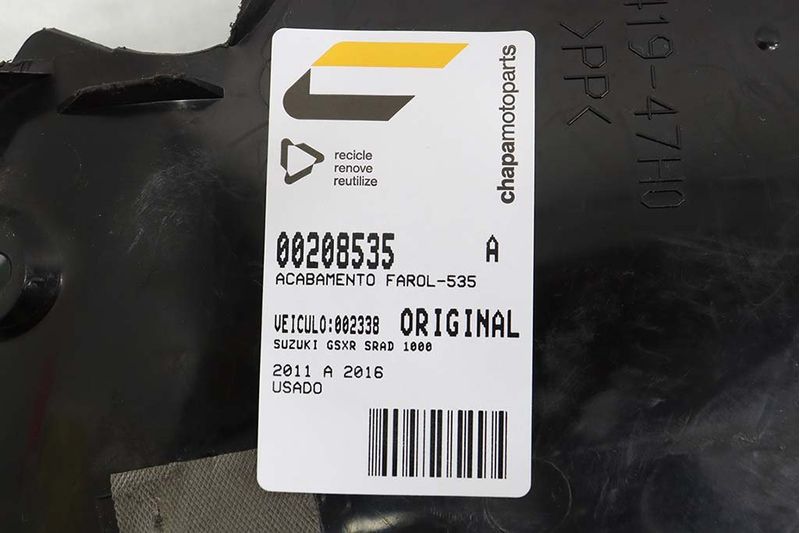 chapamotoparts
recicle
renove
reutilize
00208535 A
ACABAMENTO FAROL-535
VEICULO:002338 ORIGINAL
SUZUKI GSXR SRAD 1000
2011 A 2016
USADO
419-47H0
>PP<